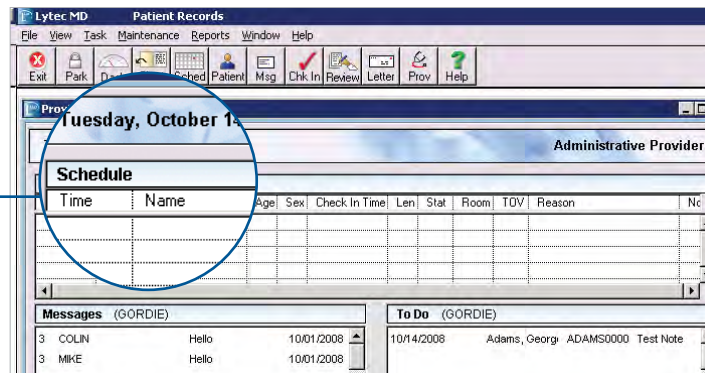 Lytec MD Patient Records
File View Task Maintenance Reports Window Help
Exit Park Sched Patient Msg Chk In Review Letter Prov Help
Tuesday, October 14
Administrative Provider
Schedule
Time Name Age Sex Check In Time Len Stat Room TOV Reason
Messages (GORDIE)
To Do (GORDIE)
3 COLIN Hello 10/01/2008
10/14/2008 Adams, Georgi ADAMS0000 Test Note
3 MIKE Hello 10/01/2008